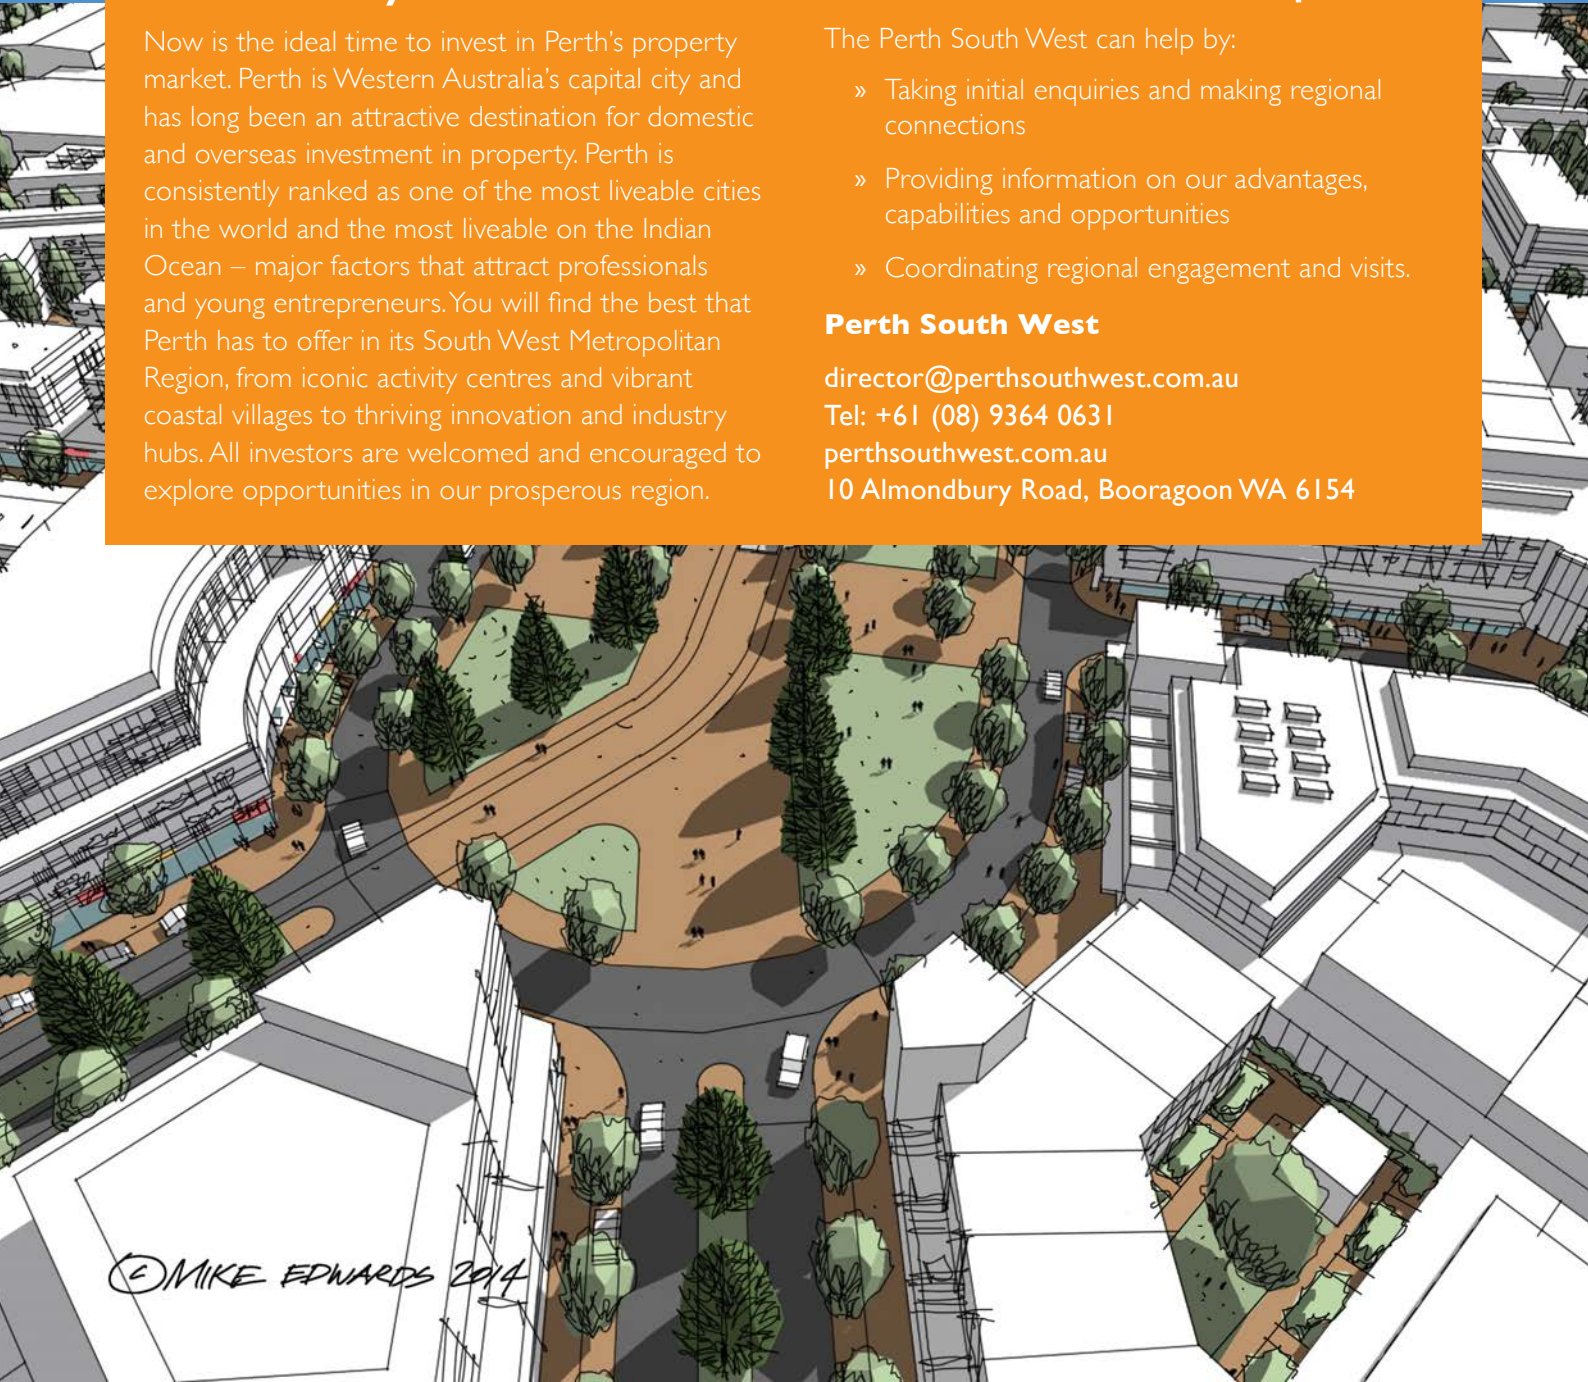 Now is the ideal time to invest in Perth’s property
market. Perth is Western Australia’s capital city and
has long been an attractive destination for domestic
and overseas investment in property. Perth is
consistently ranked as one of the most liveable cities
in the world and the most liveable on the Indian
Ocean – major factors that attract professionals
and young entrepreneurs. You will find the best that
Perth has to offer in its South West Metropolitan
Region, from iconic activity centres and vibrant
coastal villages to thriving innovation and industry
hubs. All investors are welcomed and encouraged to
explore opportunities in our prosperous region.
The Perth South West can help by:
» Taking initial enquiries and making regional
connections
» Providing information on our advantages,
capabilities and opportunities
» Coordinating regional engagement and visits.
Perth South West
director@perthsouthwest.com.au
Tel: +61 (08) 9364 0631
perthsouthwest.com.au
10 Almondbury Road, Booragoon WA 6154
© MIKE EDWARDS 2014